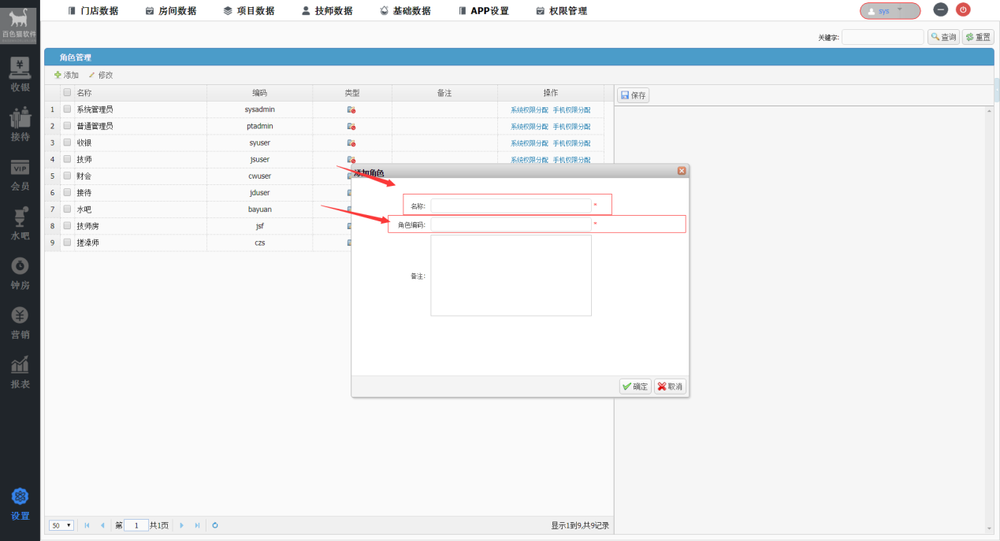 门店数据 房间数据 项目数据 技师数据 基础数据 APP设置 权限管理 sys
百色猫软件
关键字: 查询 重置
角色管理
添加 修改
名称 编码 类型 备注 操作 保存
1 系统管理员 sysadmin 系统权限分配 手机权限分配
2 普通管理员 ptadmin 系统权限分配 手机权限分配
3 收银 syuser 系统权限分配 手机权限分配
4 技师 jsuser 系统权限分配 手机权限分配
5 财会 cwuser
6 接待 jduser
7 水吧 bayuan
8 技师房 jsf
9 搓澡师 czs
添加角色
名称: *
角色编码: *
备注:
确定 取消
收银
接待
VIP
会员
水吧
钟房
营销
报表
设置
50 第 1 共1页 显示1到9,共9记录